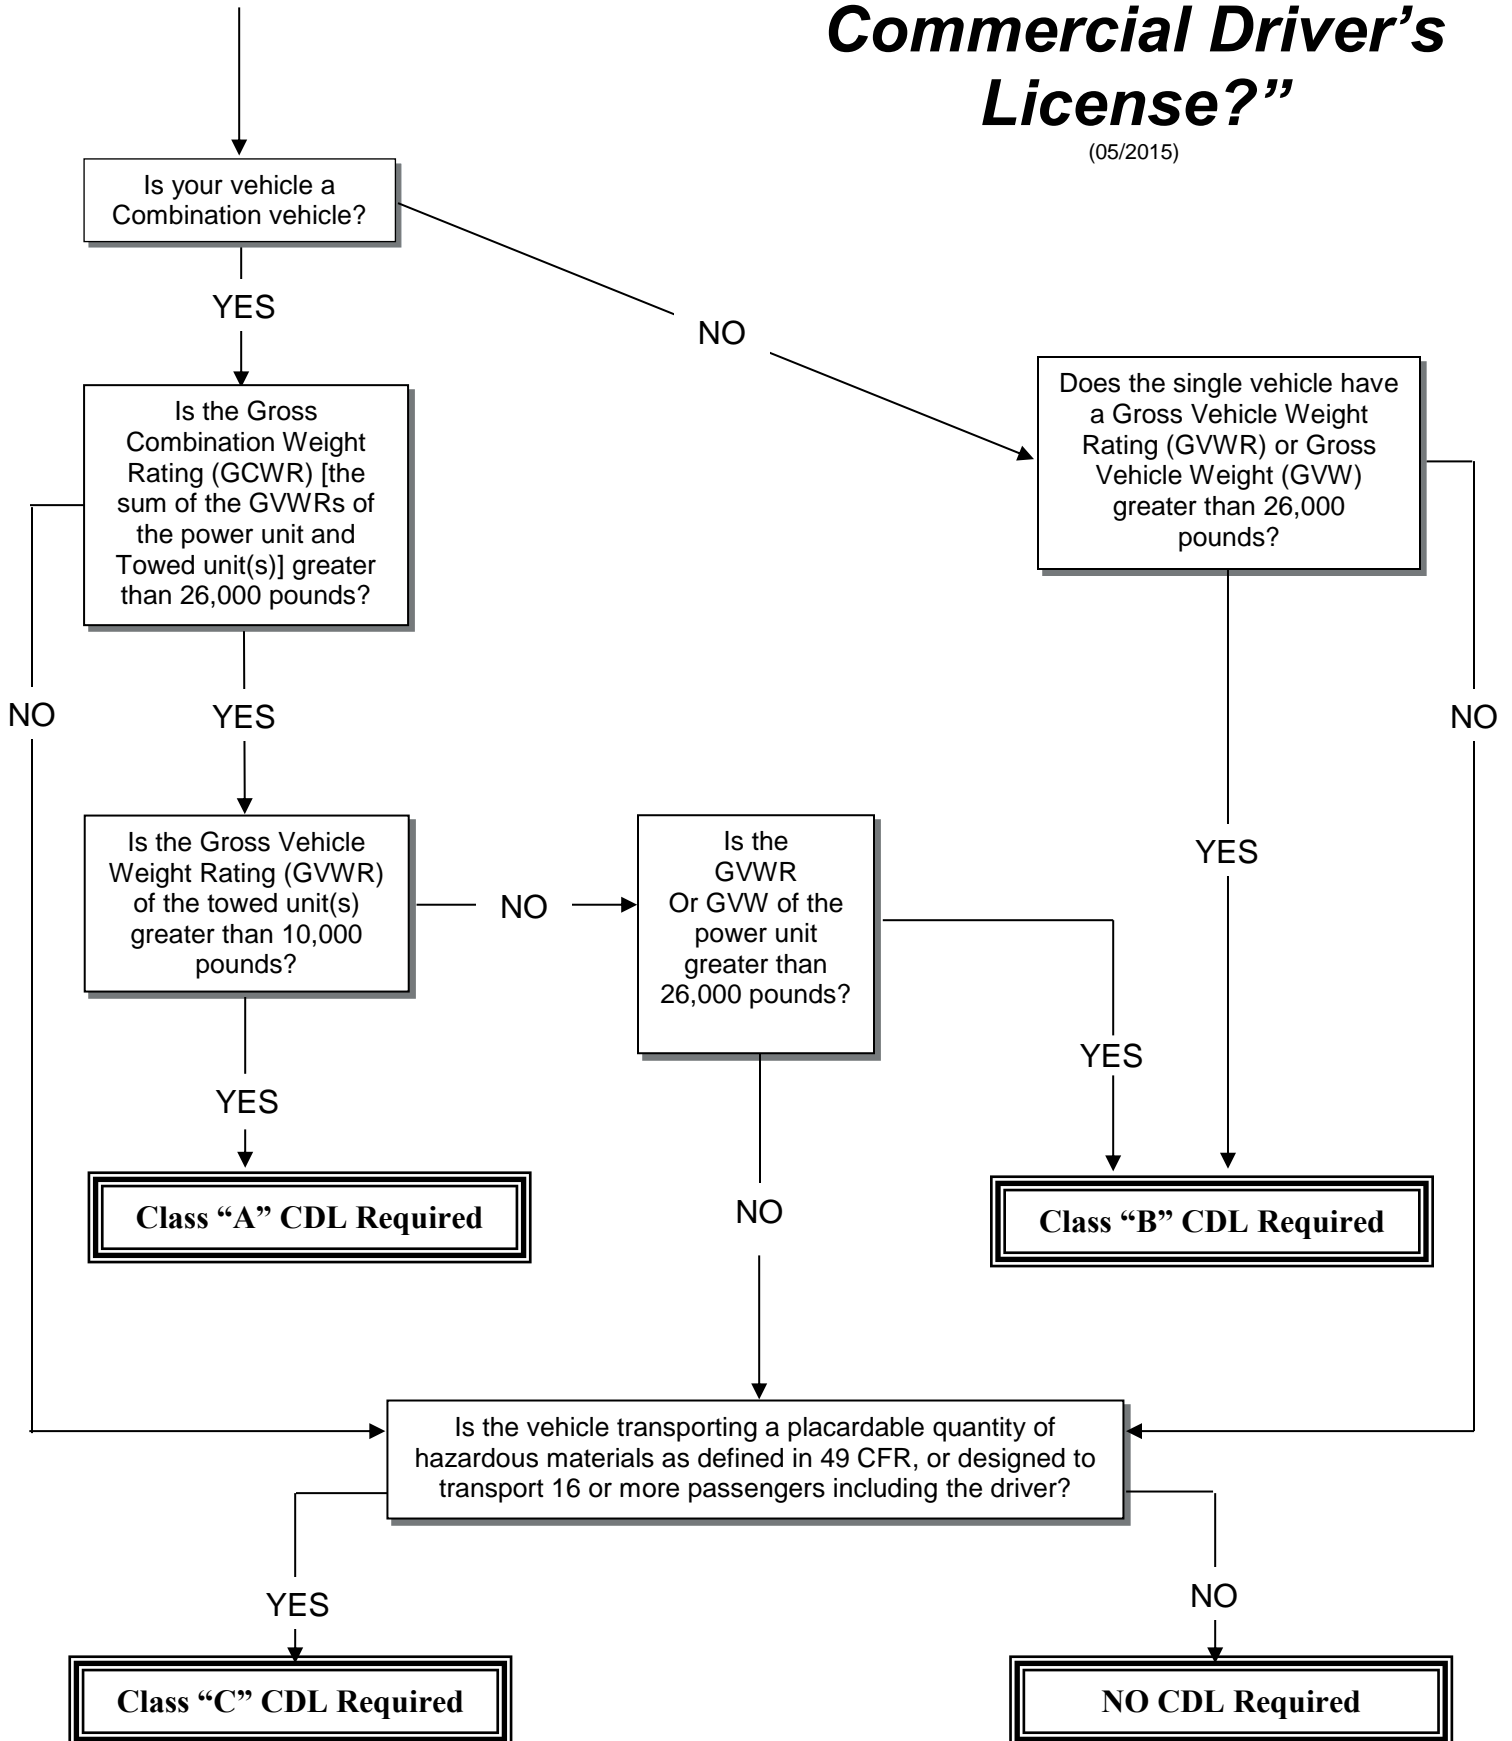 Commercial Driver’s
License?”
(05/2015)
Is your vehicle a
Combination vehicle?
YES
NO
Is the Gross
Combination Weight
Rating (GCWR) [the
sum of the GVWRs of
the power unit and
Towed unit(s)] greater
than 26,000 pounds?
Does the single vehicle have
a Gross Vehicle Weight
Rating (GVWR) or Gross
Vehicle Weight (GVW)
greater than 26,000
pounds?
NO
YES
NO
Is the Gross Vehicle
Weight Rating (GVWR)
of the towed unit(s)
greater than 10,000
pounds?
NO
Is the
GVWR
Or GVW of the
power unit
greater than
26,000 pounds?
YES
YES
YES
NO
Class “A” CDL Required
Class “B” CDL Required
Is the vehicle transporting a placardable quantity of
hazardous materials as defined in 49 CFR, or designed to
transport 16 or more passengers including the driver?
YES
NO
Class “C” CDL Required
NO CDL Required